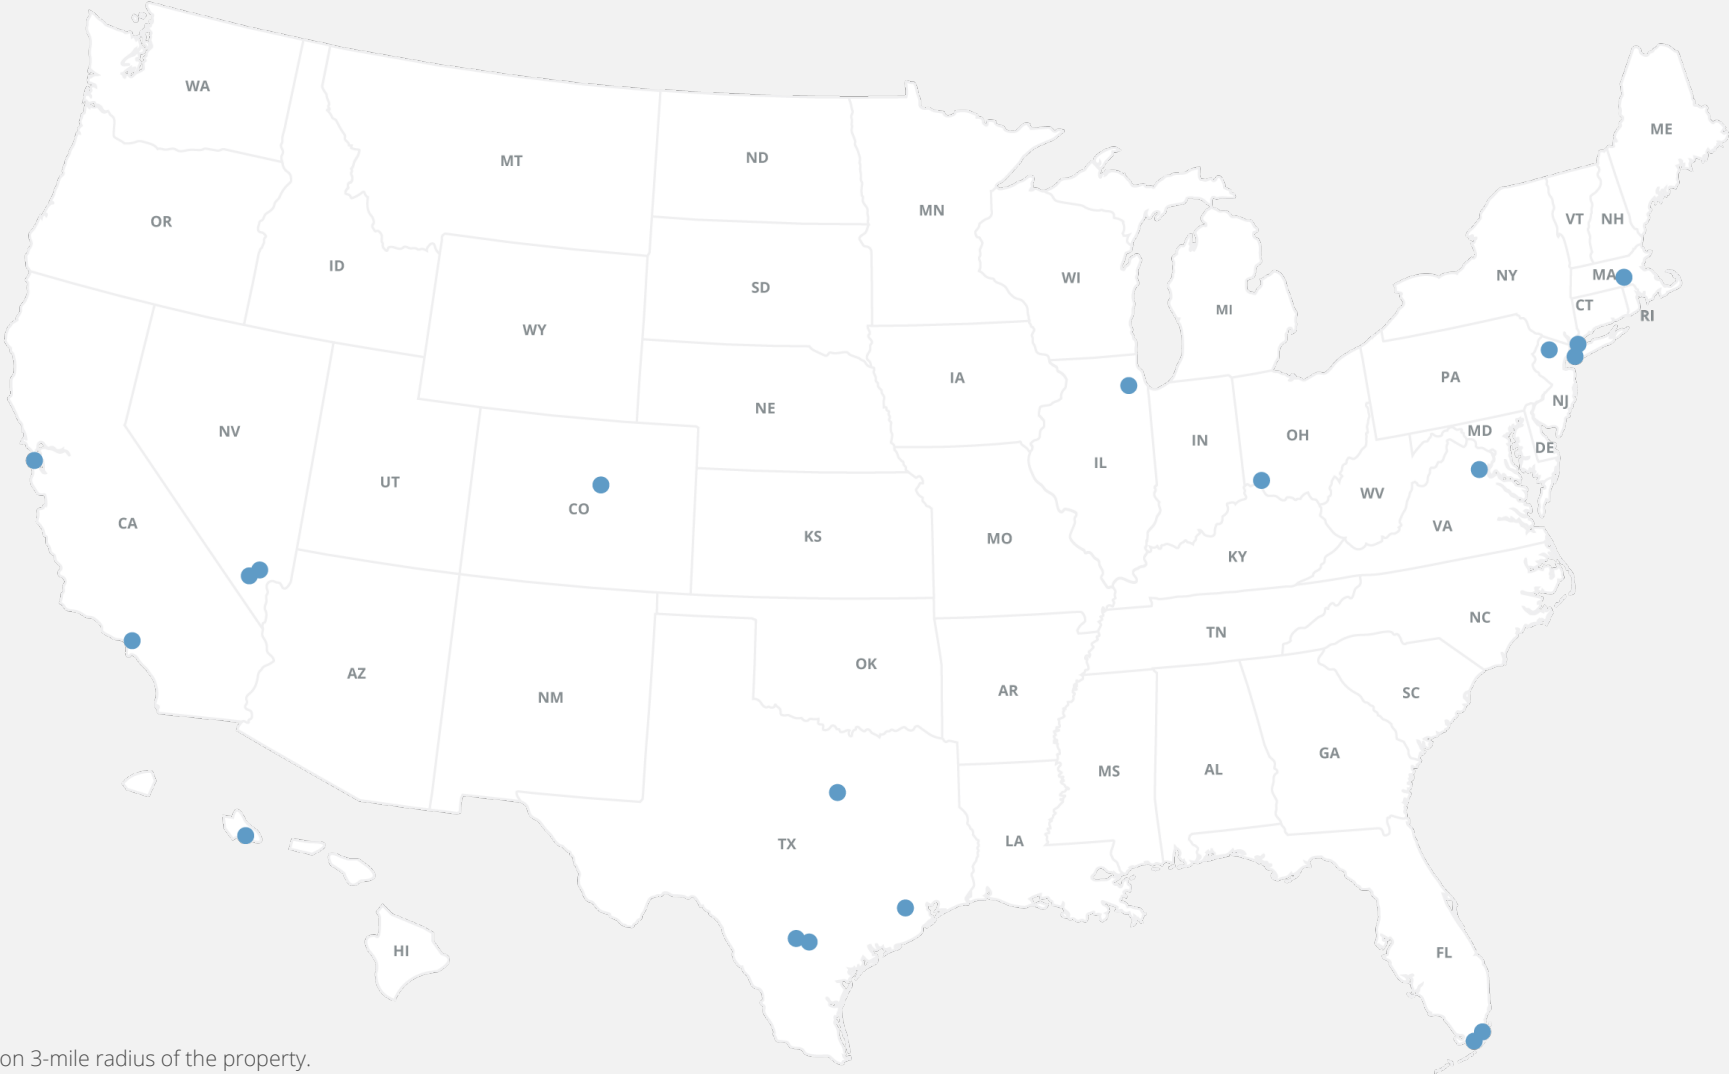 WA
ME
MT
ND
OR
MN
VT
NH
ID
WI
NY
MA
SD
CT
MI
RI
WY
IA
PA
NE
NJ
NV
MD
OH
IN
DE
IL
UT
WV
CO
CA
VA
KS
MO
KY
NC
TN
OK
AZ
AR
SC
NM
GA
AL
MS
LA
TX
HI
FL
on 3-mile radius of the property.